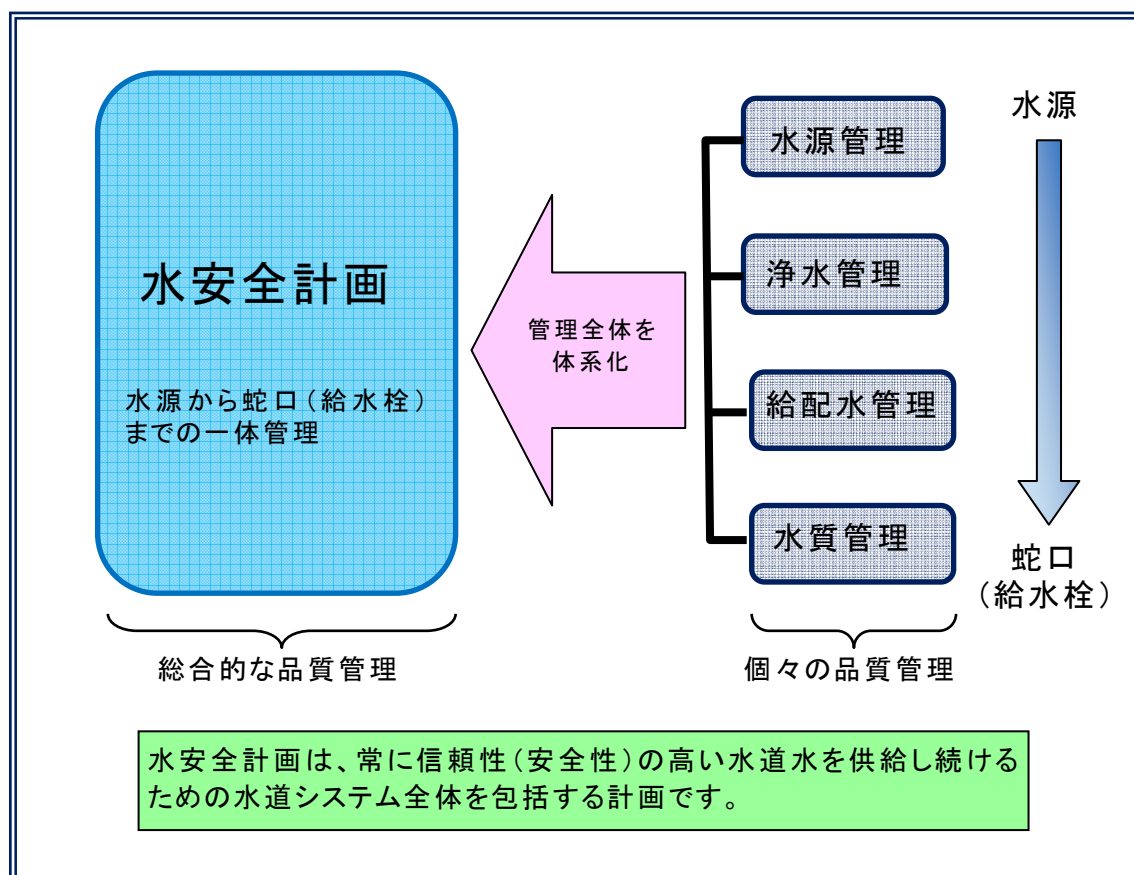 水安全計画
水源から蛇口（給水栓）
までの一体管理
総合的な品質管理
管理全体を
体系化
水源管理
浄水管理
給配水管理
水質管理
個々の品質管理
水源
蛇口
（給水栓）
水安全計画は、常に信頼性（安全性）の高い水道水を供給し続ける
ための水道システム全体を包括する計画です。